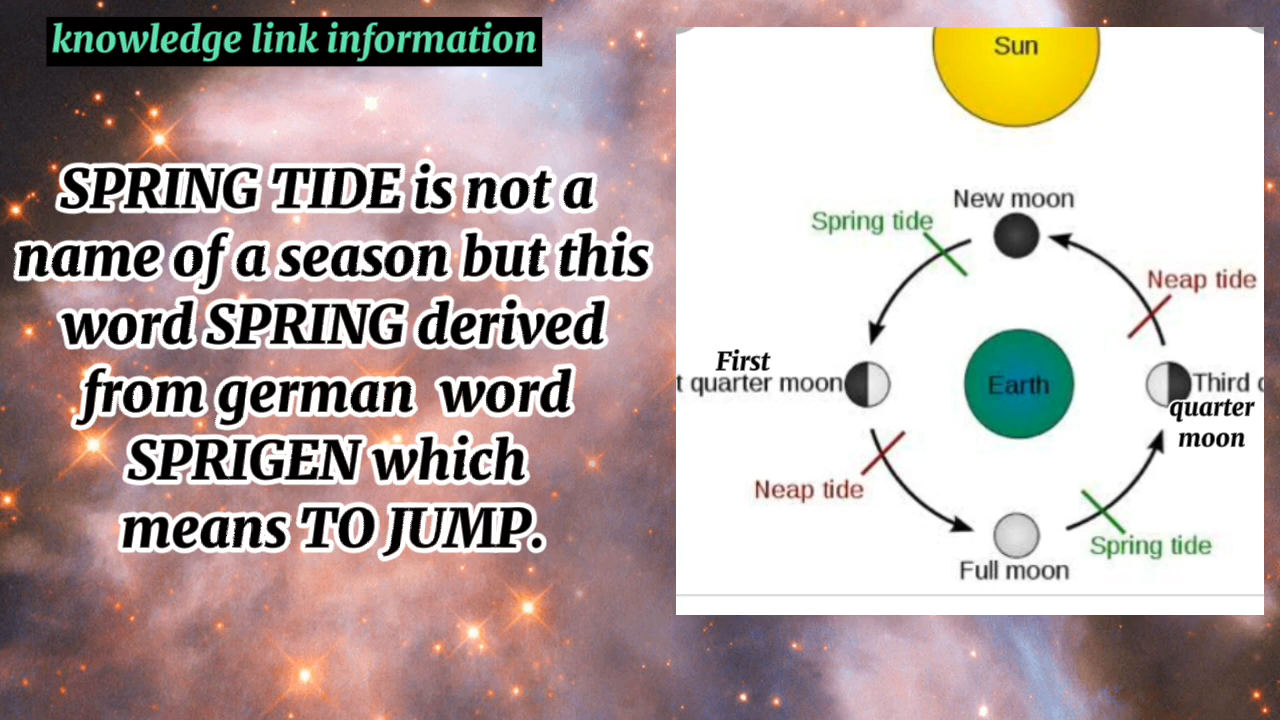 knowledge link information
SPRING TIDE is not a
name of a season but this
word SPRING derived
from german word
SPRIGEN which
means TO JUMP.
Sun
New moon
Spring tide
Neap tide
First
t quarter moon
Earth
Third
quarter
moon
Neap tide
Spring tide
Full moon